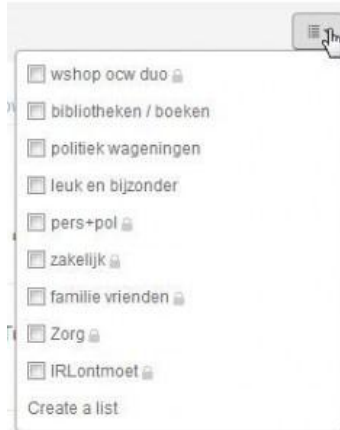 wshop ocw duo
bibliotheken / boeken
politiek wageningen
leuk en bijzonder
pers+pol
zakelijk
familie vrienden
Zorg
IRLontmoet
Create a list